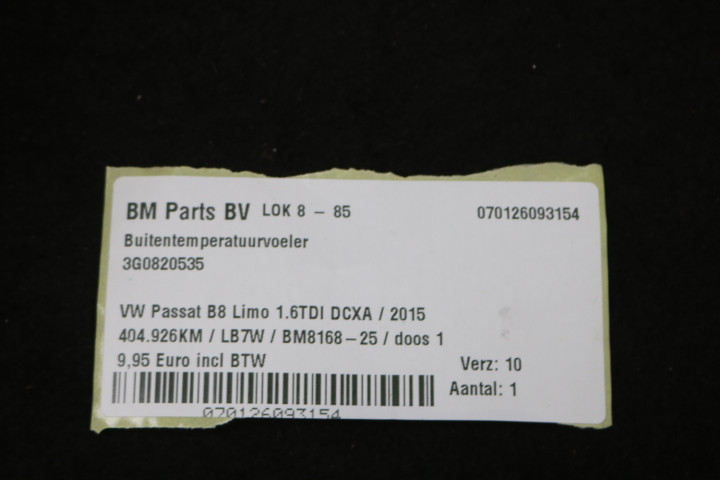 BM Parts BV LOK 8 - 85 070126093154
Buitentemperatuurvoeler
3G0820535
VW Passat B8 Limo 1.6TDI DCXA / 2015
404.926KM / LB7W / BM8168-25 / doos 1
9,95 Euro incl BTW Verz: 10
Aantal: 1
070126093154